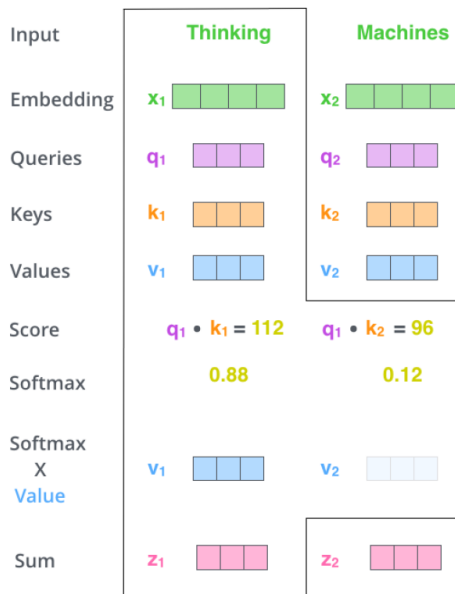 Input Thinking Machines
Embedding x₁ x₂
Queries q₁ q₂
Keys k₁ k₂
Values v₁ v₂
Score q₁ • k₁ = 112 q₁ • k₂ = 96
Softmax 0.88 0.12
Softmax
X
Value v₁ v₂
Sum z₁ z₂